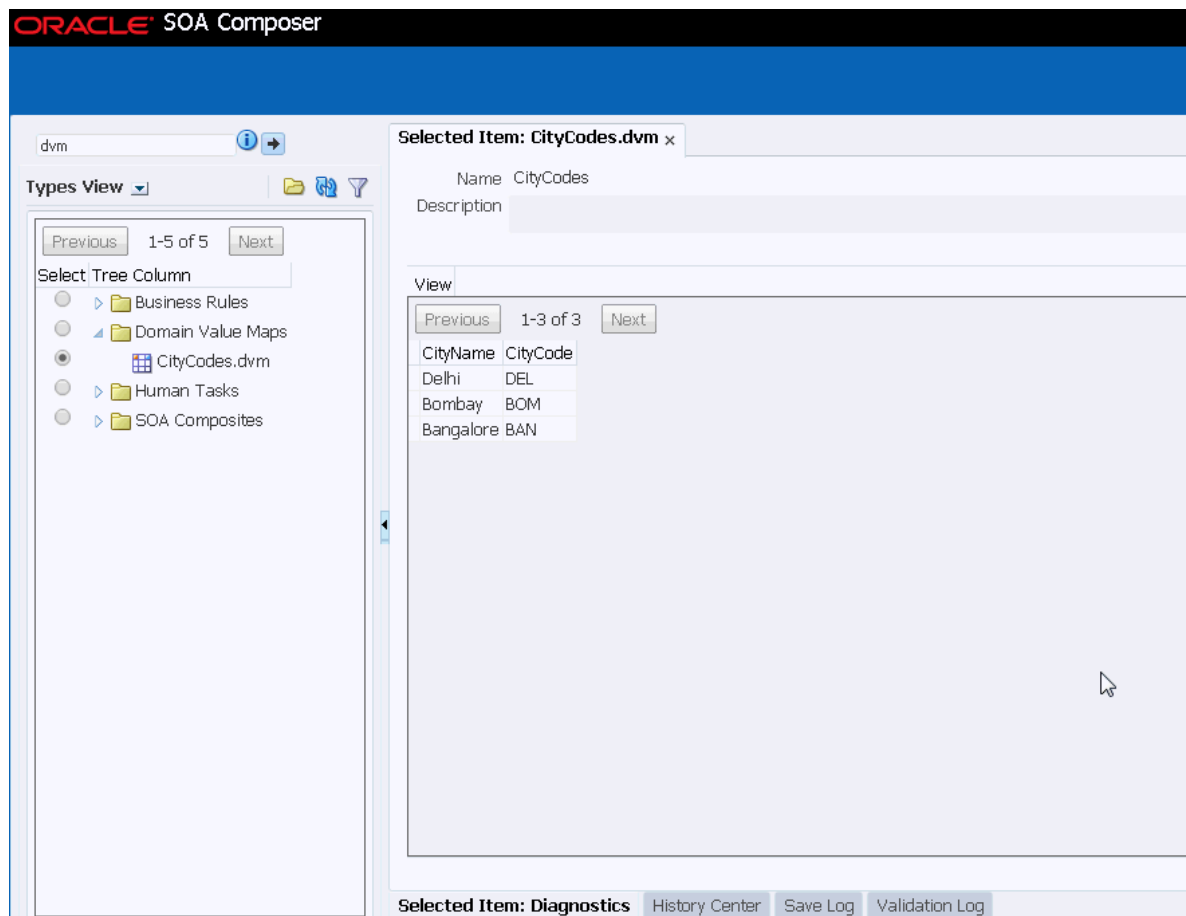 ORACLE SOA Composer
dvm
Types View
Previous 1-5 of 5 Next
Select Tree Column
Business Rules
Domain Value Maps
CityCodes.dvm
Human Tasks
SOA Composites
Selected Item: CityCodes.dvm x
Name CityCodes
Description
View
Previous 1-3 of 3 Next
CityName CityCode
Delhi DEL
Bombay BOM
Bangalore BAN
Selected Item: Diagnostics History Center Save Log Validation Log